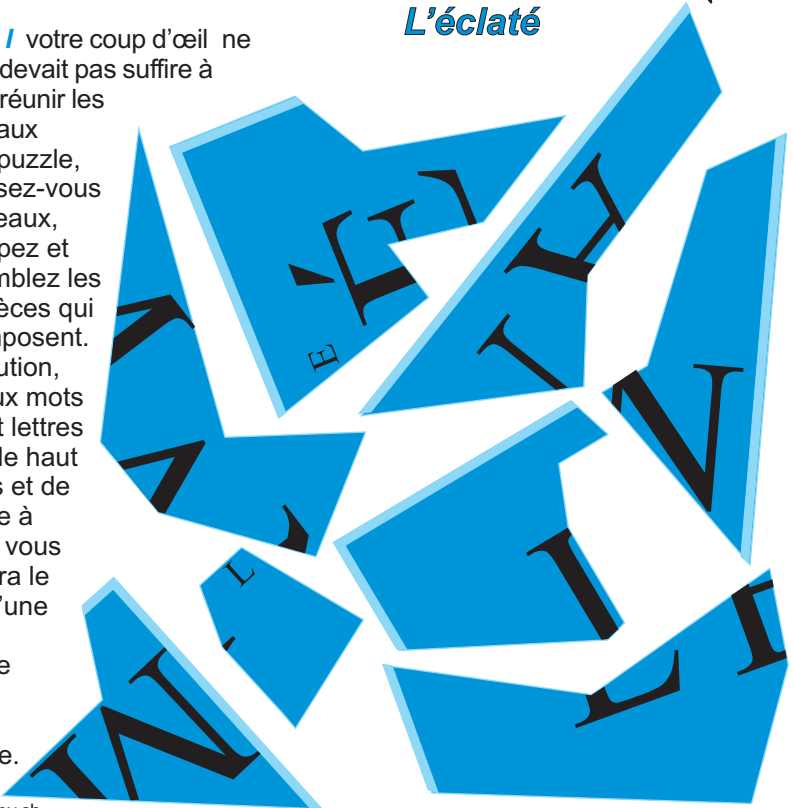 L'éclaté
votre coup d'œil ne
devait pas suffire à
réunir les
aux
puzzle,
sez-vous
eaux,
pez et
mblez les
èces qui
posent.
ution,
ux mots
t lettres
le haut
s et de
e à
vous
ra le
'une
e
e.
E
L